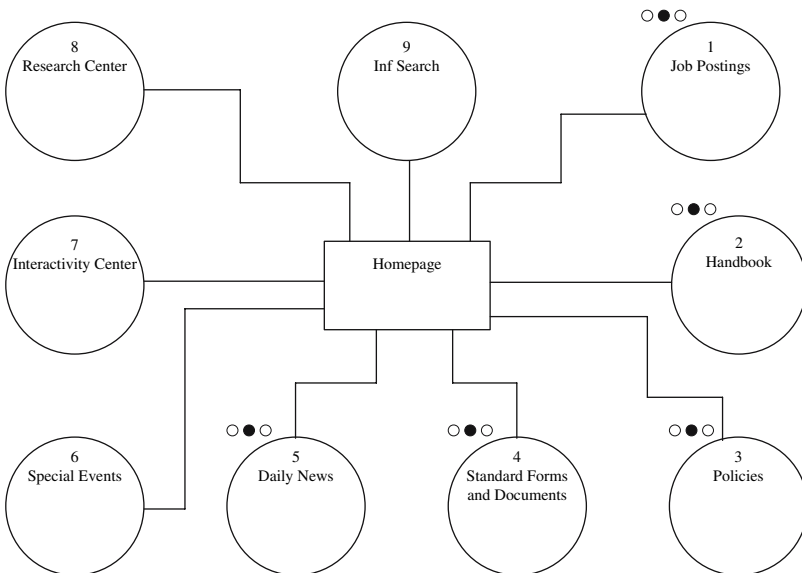 8
Research Center
9
Inf Search
1
Job Postings
7
Interactivity Center
Homepage
2
Handbook
6
Special Events
5
Daily News
4
Standard Forms
and Documents
3
Policies